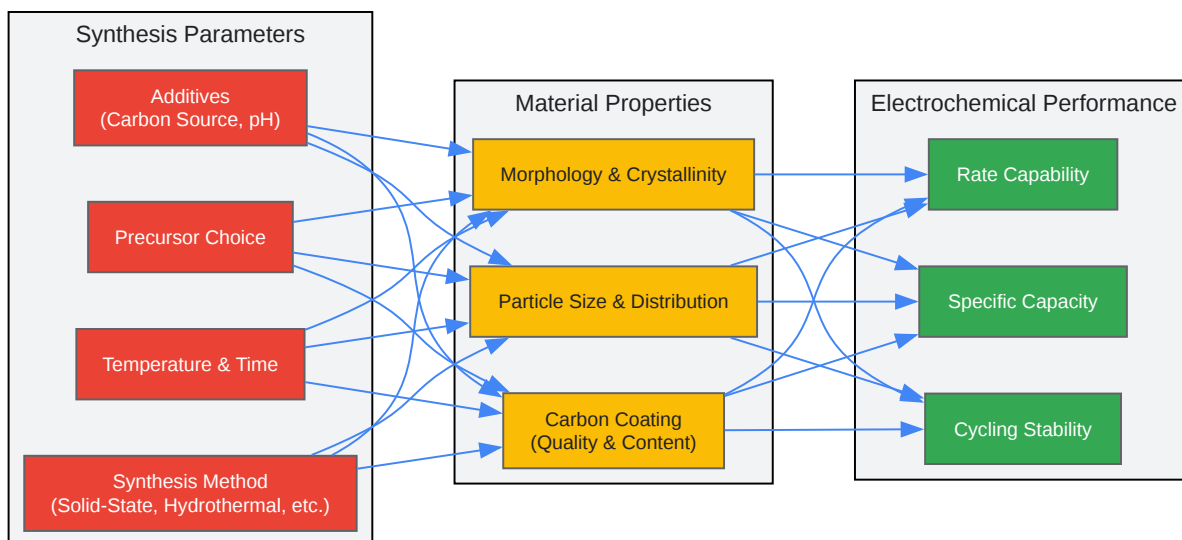 Synthesis Parameters
Additives
(Carbon Source, pH)
Precursor Choice
Temperature & Time
Synthesis Method
(Solid-State, Hydrothermal, etc.)
Material Properties
Morphology & Crystallinity
Particle Size & Distribution
Carbon Coating
(Quality & Content)
Electrochemical Performance
Rate Capability
Specific Capacity
Cycling Stability